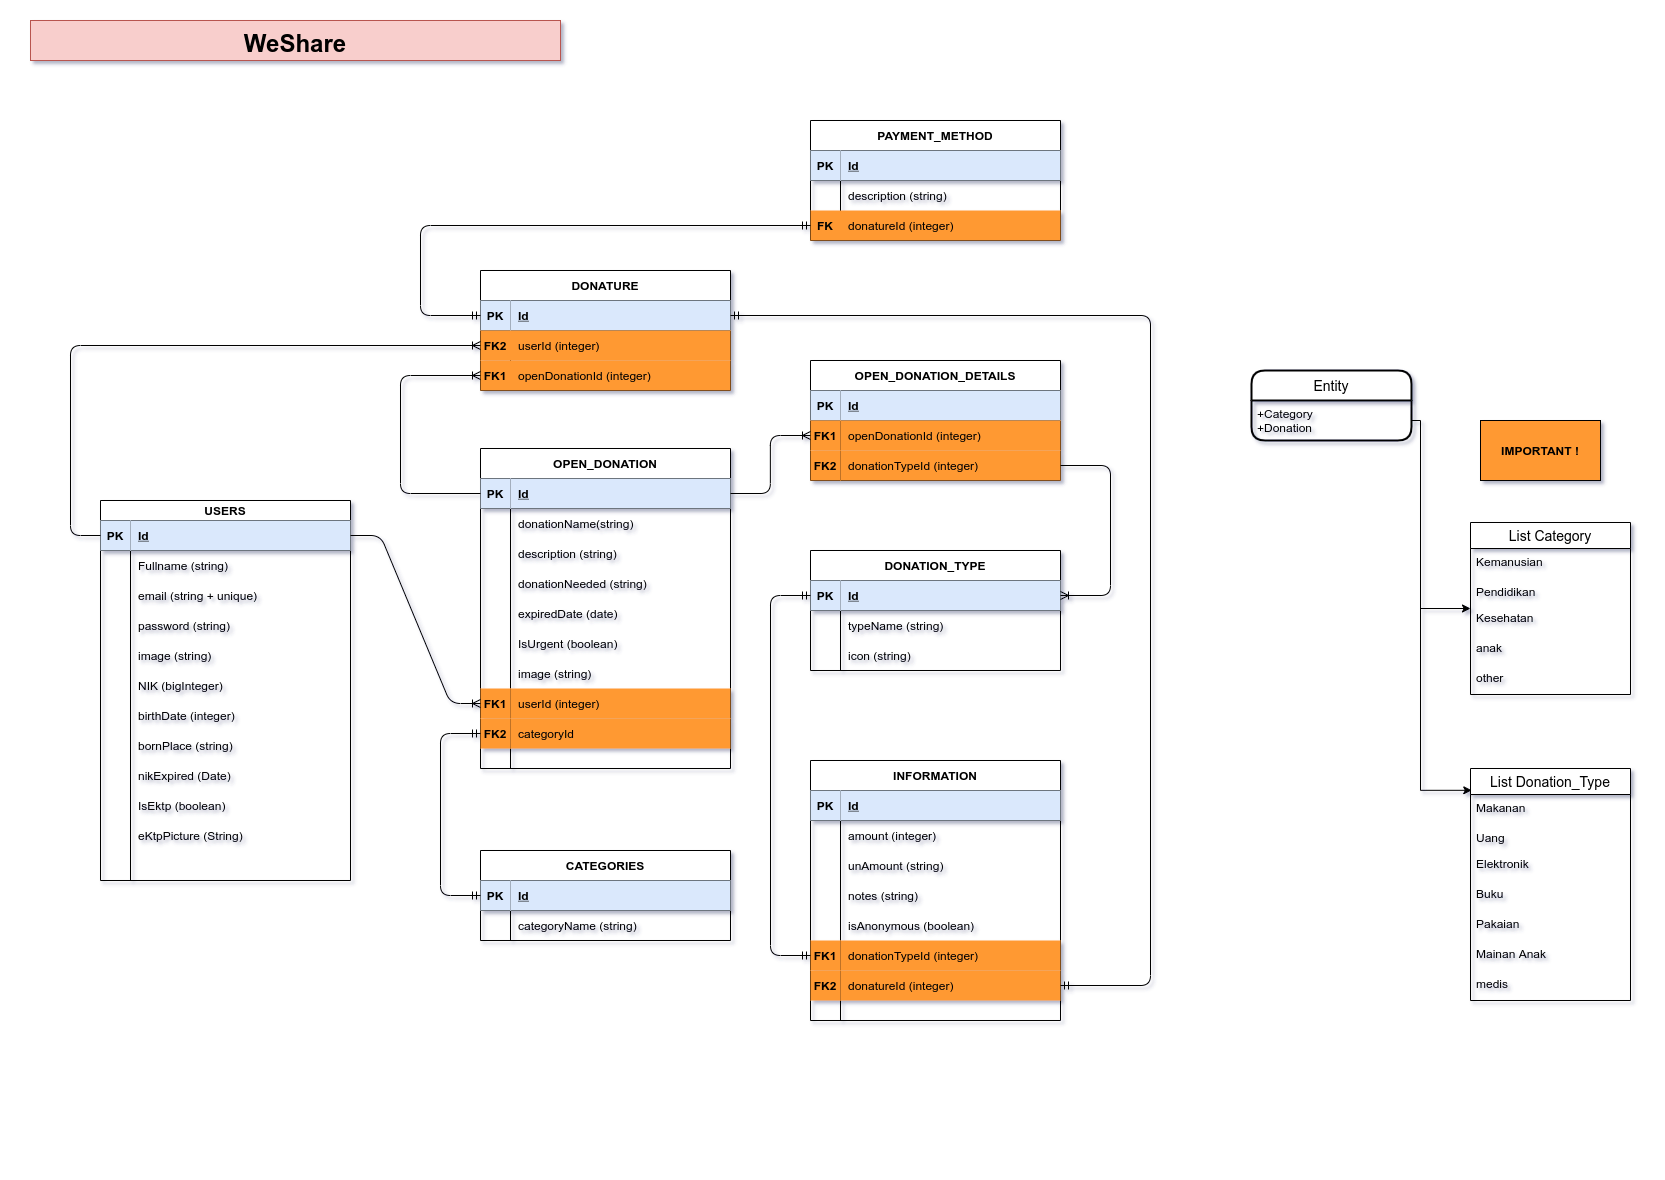 WeShare
PAYMENT_METHOD
PK Id
description (string)
FK donatureId (integer)
DONATURE
PK Id
FK2 userId (integer)
FK1 openDonationId (integer)
OPEN_DONATION_DETAILS
PK Id
FK1 openDonationId (integer)
FK2 donationTypeId (integer)
OPEN_DONATION
PK Id
donationName(string)
description (string)
donationNeeded (string)
expiredDate (date)
IsUrgent (boolean)
image (string)
FK1 userId (integer)
FK2 categoryId
USERS
PK Id
Fullname (string)
email (string + unique)
password (string)
image (string)
NIK (bigInteger)
birthDate (integer)
bornPlace (string)
nikExpired (Date)
IsEktp (boolean)
eKtpPicture (String)
DONATION_TYPE
PK Id
typeName (string)
icon (string)
CATEGORIES
PK Id
categoryName (string)
INFORMATION
PK Id
amount (integer)
unAmount (string)
notes (string)
isAnonymous (boolean)
FK1 donationTypeId (integer)
FK2 donatureId (integer)
Entity
+Category
+Donation
IMPORTANT !
List Category
Kemanusian
Pendidikan
Kesehatan
anak
other
List Donation_Type
Makanan
Uang
Elektronik
Buku
Pakaian
Mainan Anak
medis